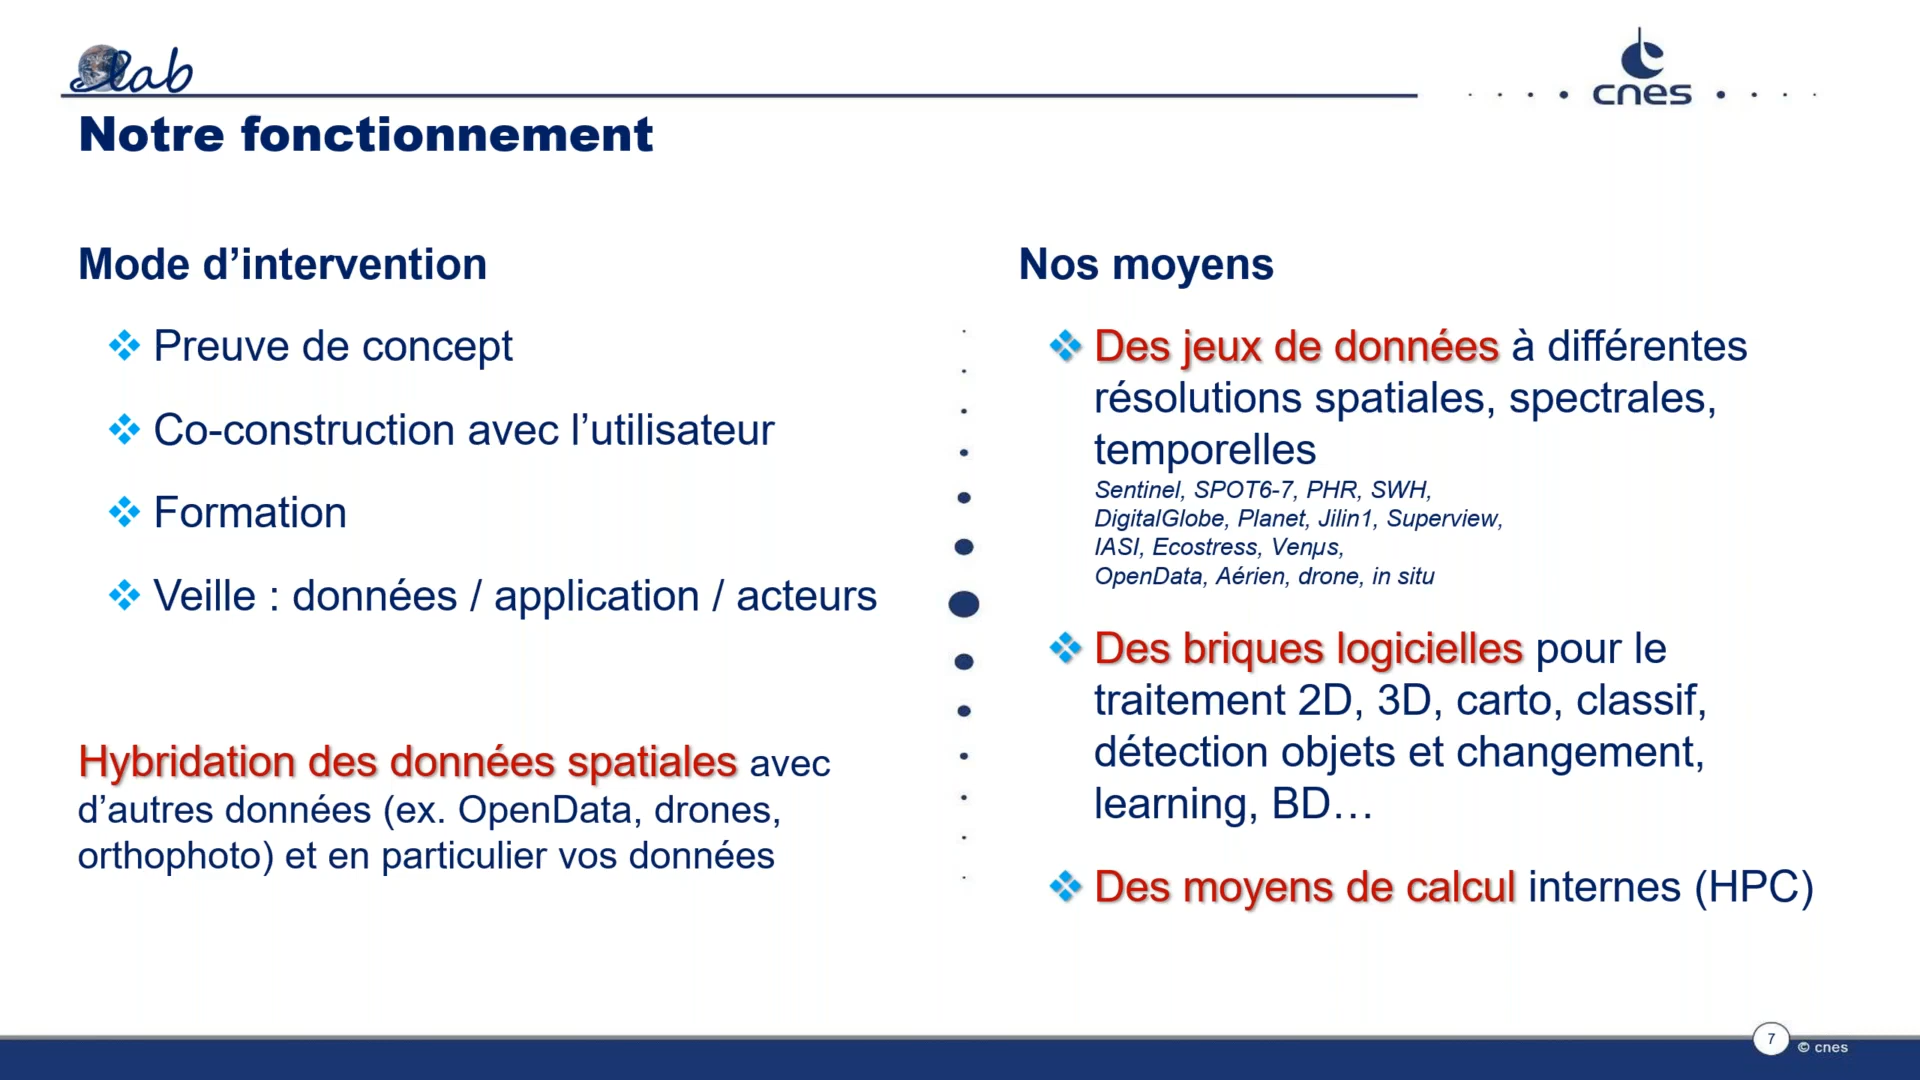 lab
cnes
Notre fonctionnement
Mode d’intervention
Preuve de concept
Co-construction avec l’utilisateur
Formation
Veille : données / application / acteurs
Hybridation des données spatiales avec
d’autres données (ex. OpenData, drones,
orthophoto) et en particulier vos données
Nos moyens
Des jeux de données à différentes
résolutions spatiales, spectrales,
temporelles
Sentinel, SPOT6-7, PHR, SWH,
DigitalGlobe, Planet, Jilin1, Superview,
IASI, Ecostress, Venµs,
OpenData, Aérien, drone, in situ
Des briques logicielles pour le
traitement 2D, 3D, carto, classif,
détection objets et changement,
learning, BD…
Des moyens de calcul internes (HPC)
7
© cnes